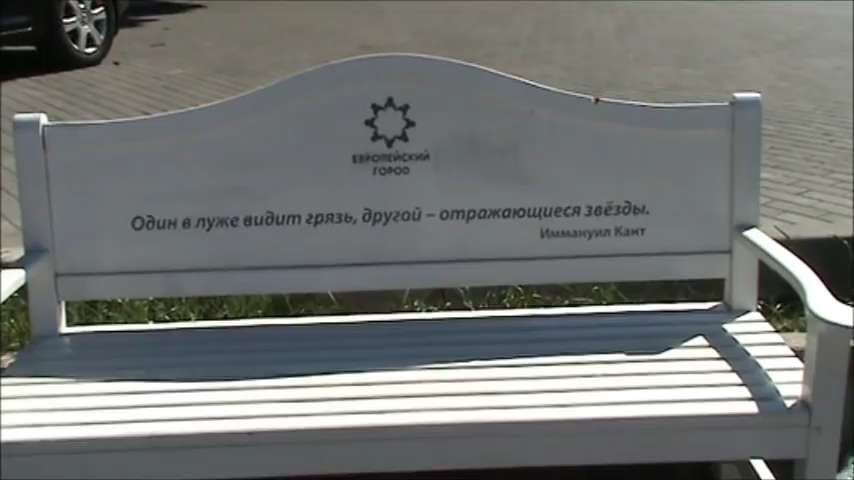 ЕВРОПЕЙСКИЙ
ГОРОД
Один в луже видит грязь, другой – отражающиеся звёзды.
Иммануил Кант